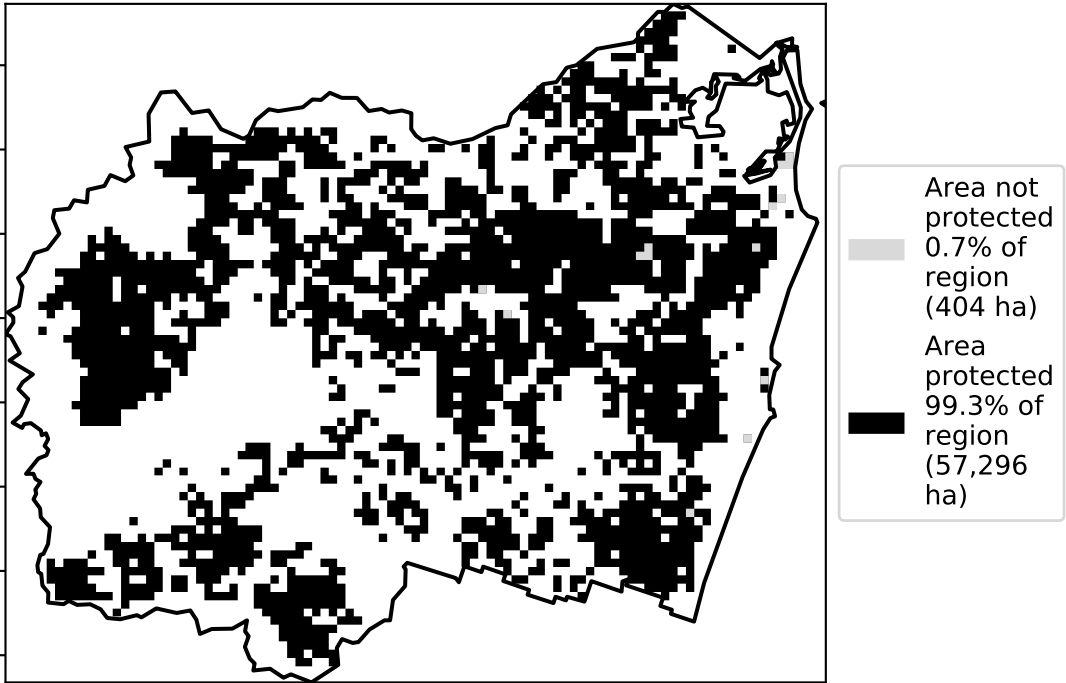 Area not
protected
0.7% of
region
(404 ha)
Area
protected
99.3% of
region
(57,296
ha)